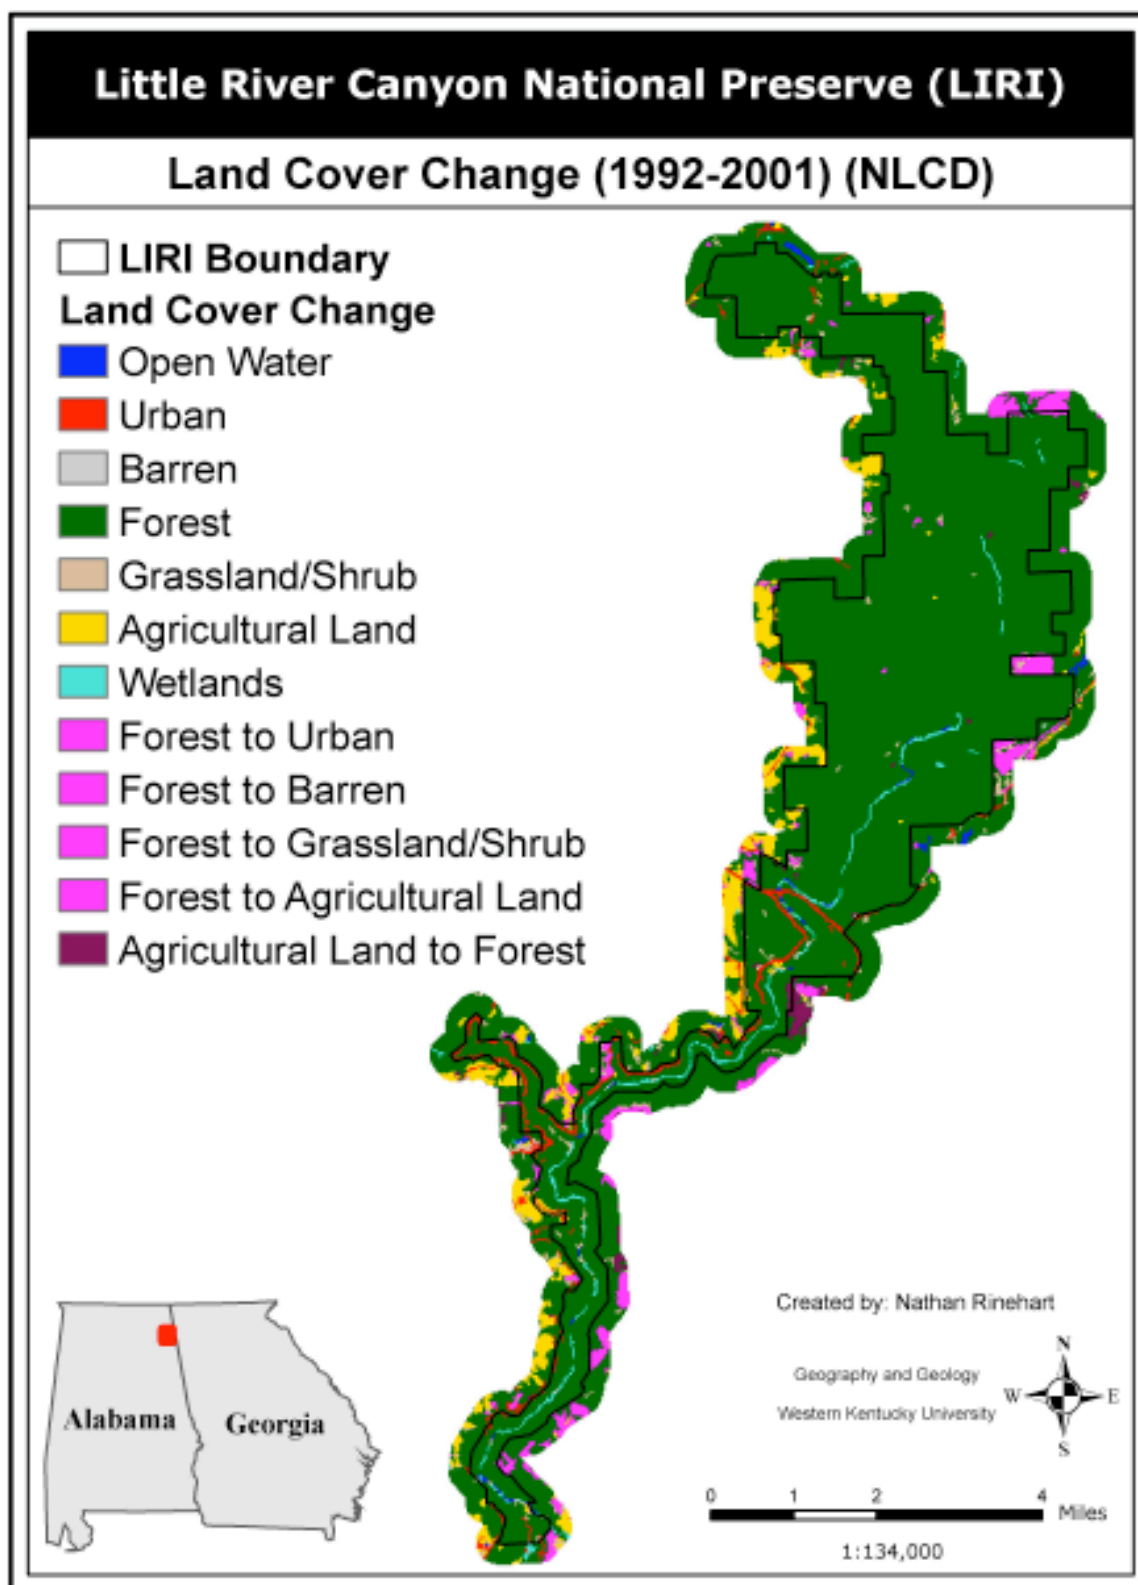 Little River Canyon National Preserve (LIRI)
Land Cover Change (1992-2001) (NLCD)
LIRI Boundary
Land Cover Change
Open Water
Urban
Barren
Forest
Grassland/Shrub
Agricultural Land
Wetlands
Forest to Urban
Forest to Barren
Forest to Grassland/Shrub
Forest to Agricultural Land
Agricultural Land to Forest
Alabama
Georgia
Created by: Nathan Rinehart
Geography and Geology
Western Kentucky University
N
W E
S
0 1 2 4 Miles
1:134,000